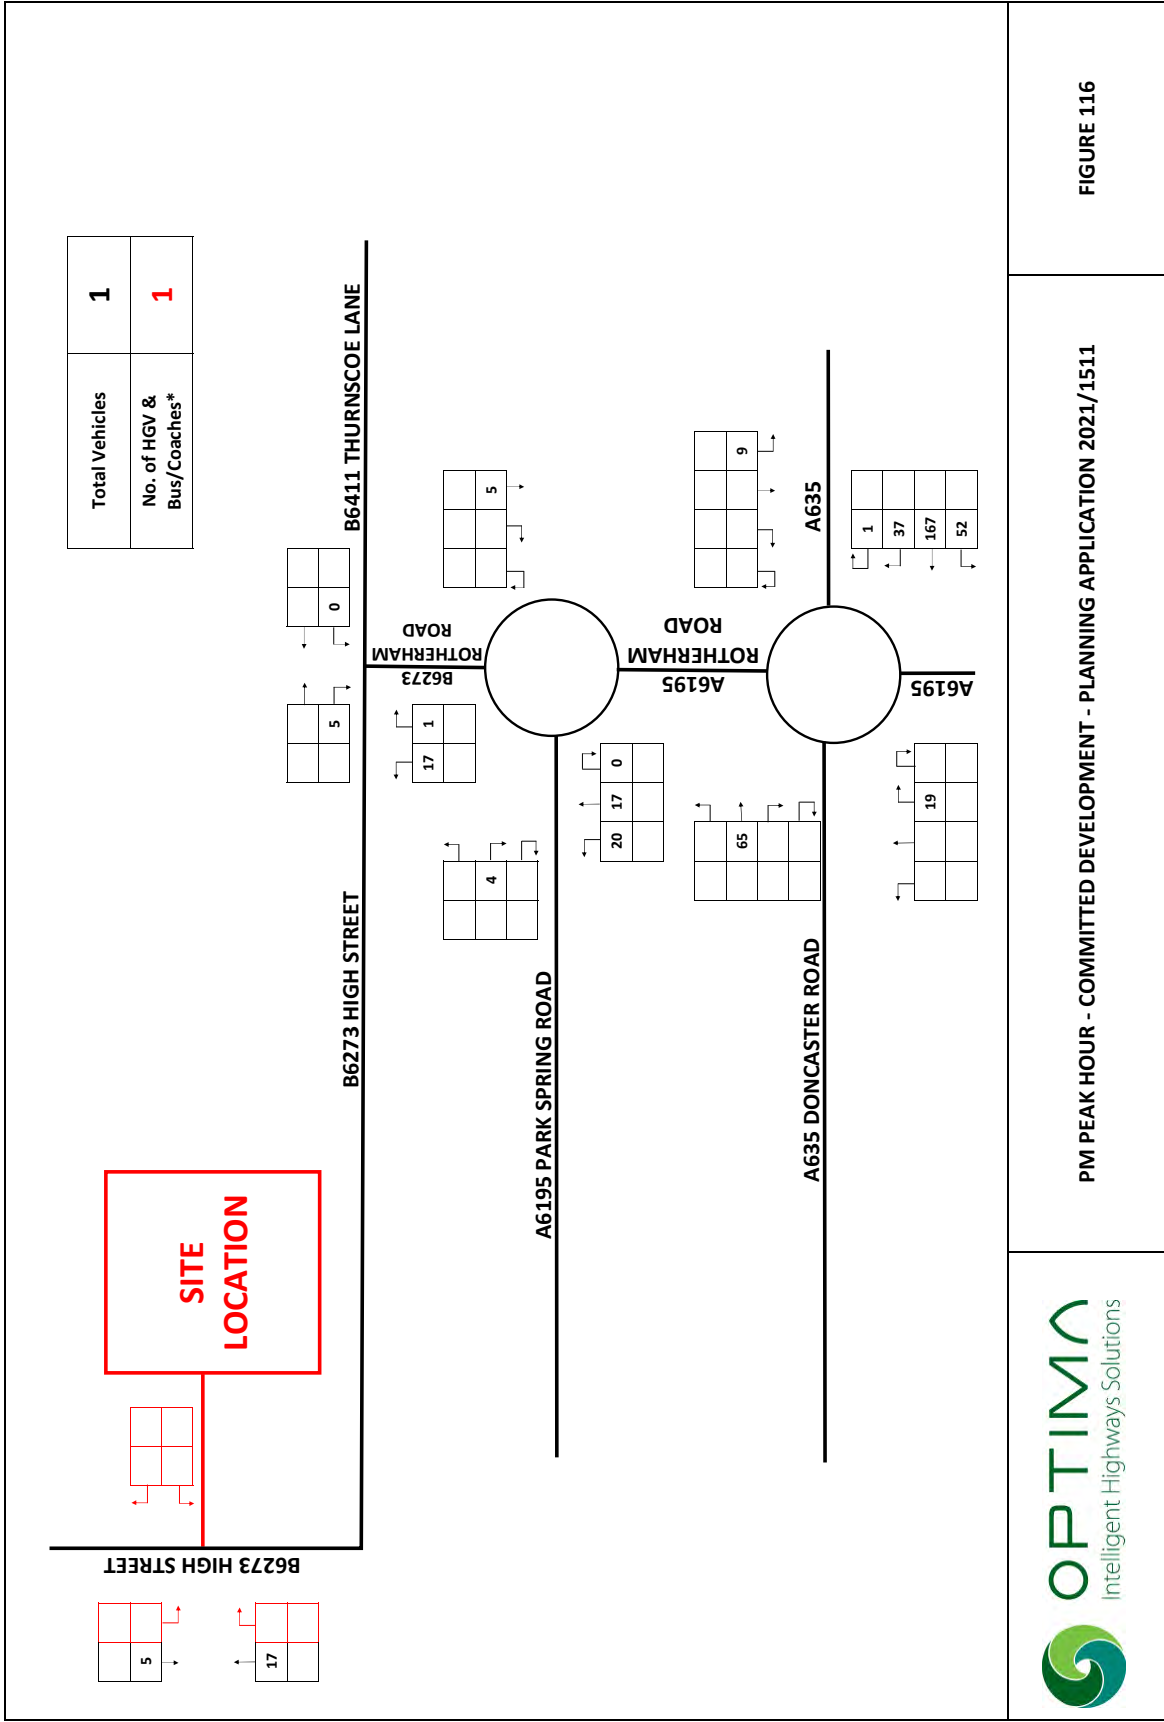 Total Vehicles
1
No. of HGV &
Bus/Coaches*
1
SITE
LOCATION
B6273 HIGH STREET
5
17
B6273 HIGH STREET
B6411 THURNSCOE LANE
5
0
B6273
ROTHERHAM
ROAD
17
1
5
4
A6195 PARK SPRING ROAD
20
17
0
A6195
ROTHERHAM
ROAD
9
65
A635 DONCASTER ROAD
A635
1
37
167
52
19
A6195
OPTIMA
Intelligent Highways Solutions
PM PEAK HOUR - COMMITTED DEVELOPMENT - PLANNING APPLICATION 2021/1511
FIGURE 116